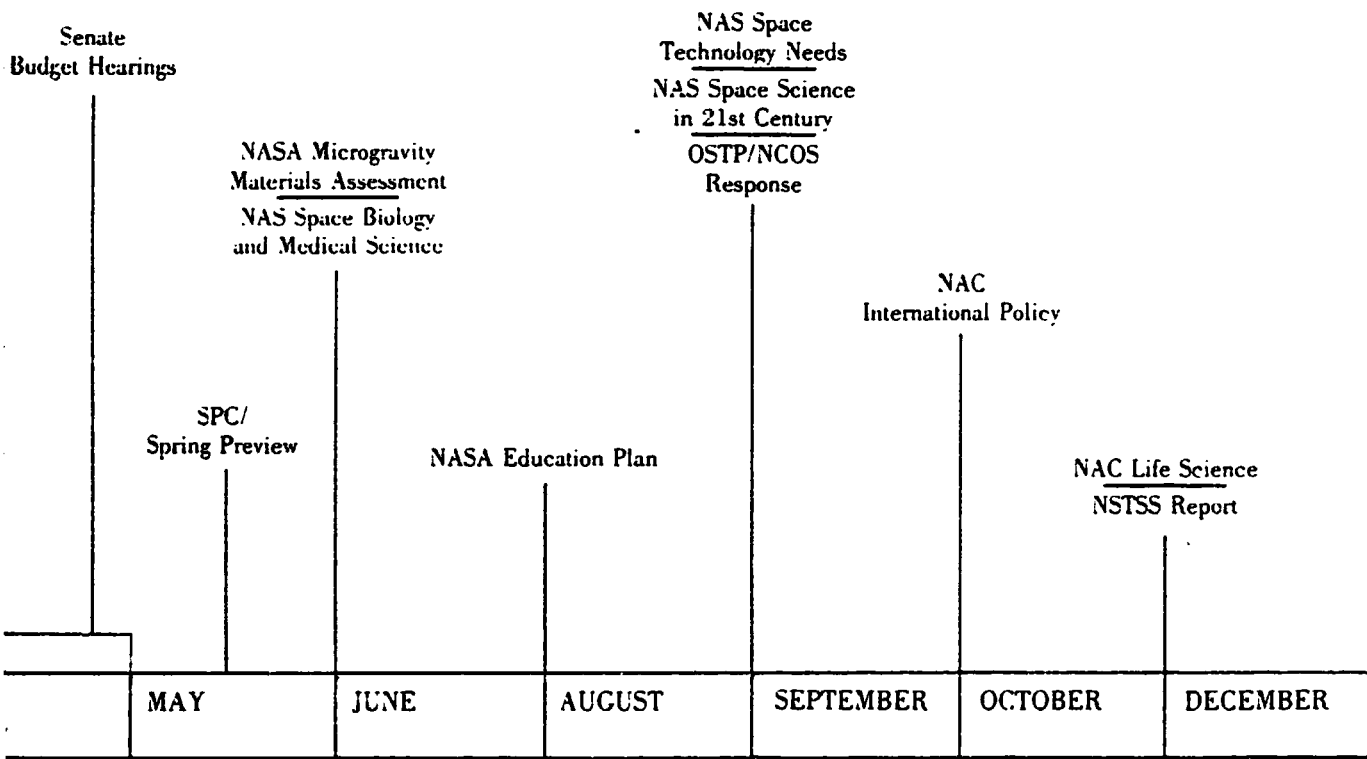 Senate
Budget Hearings
NASA Microgravity
Materials Assessment
NAS Space Biology
and Medical Science
NAS Space
Technology Needs
NAS Space Science
in 21st Century
OSTP/NCOS
Response
NAC
International Policy
SPC/
Spring Preview
NASA Education Plan
NAC Life Science
NSTSS Report
MAY
JUNE
AUGUST
SEPTEMBER
OCTOBER
DECEMBER